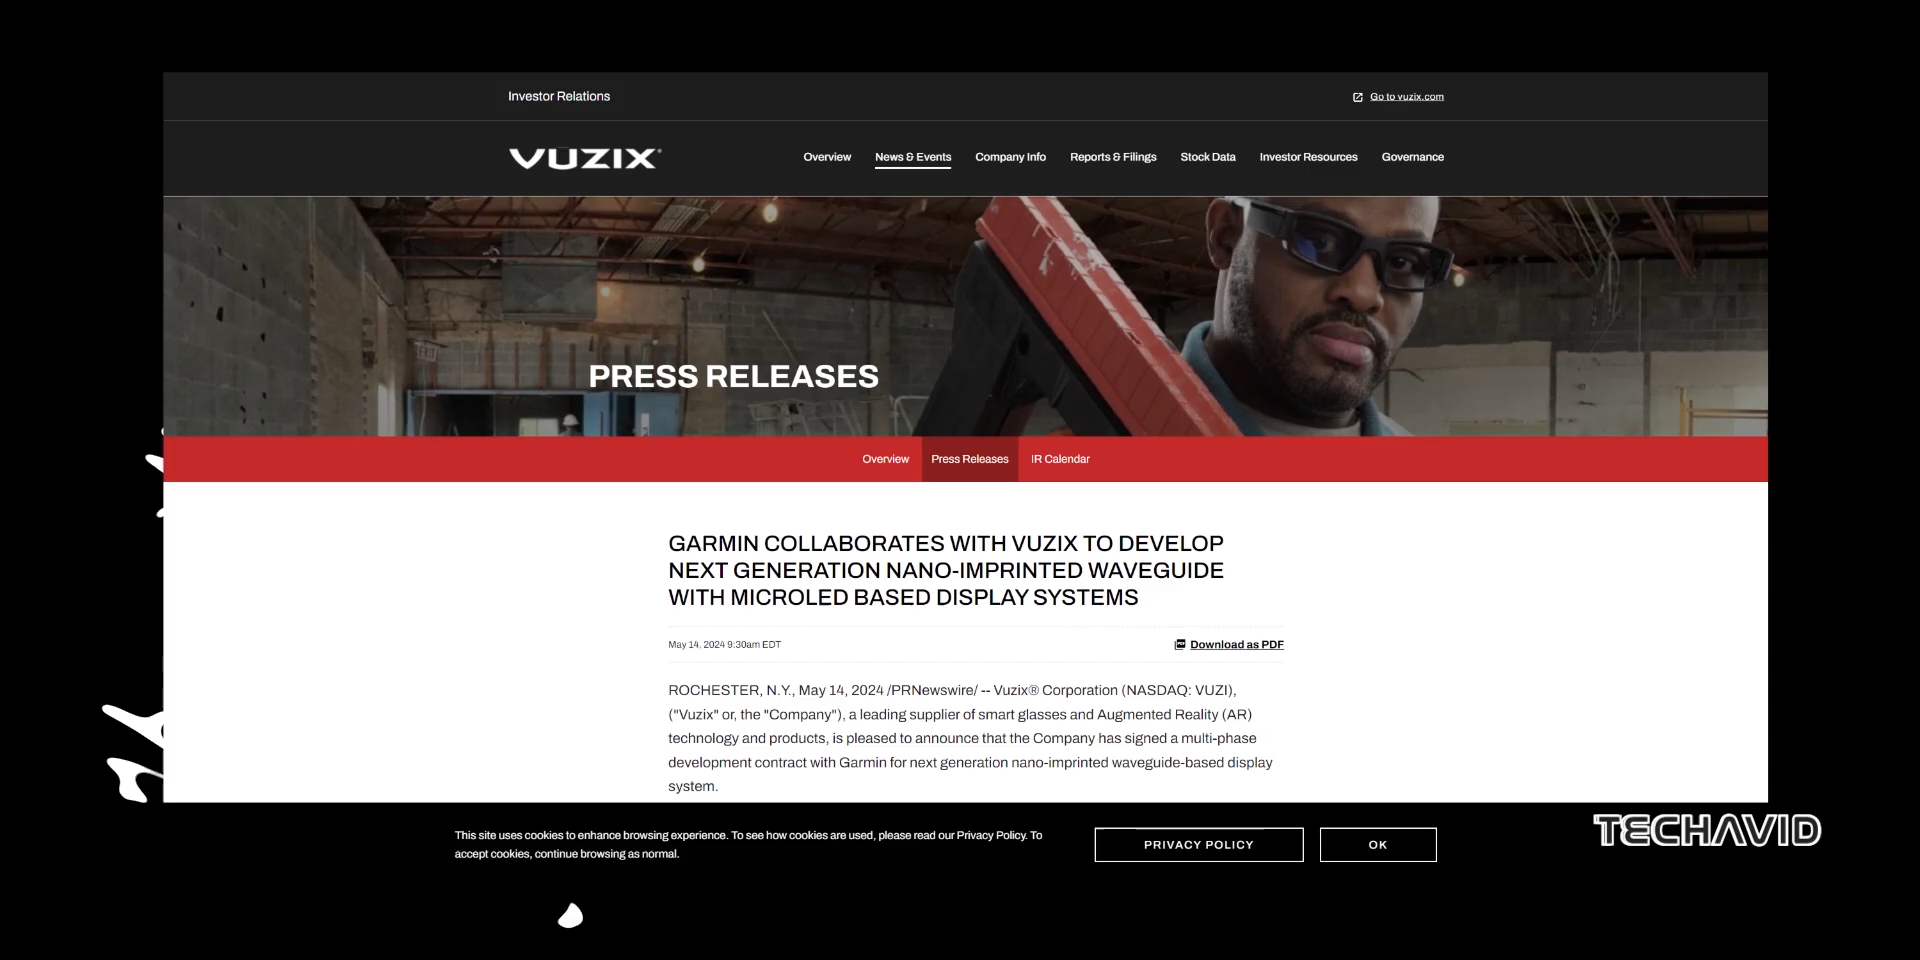 Investor Relations
Go to vuzix.com
VUZIX®
Overview News & Events Company Info Reports & Filings Stock Data Investor Resources Governance
PRESS RELEASES
Overview Press Releases IR Calendar
GARMIN COLLABORATES WITH VUZIX TO DEVELOP
NEXT GENERATION NANO-IMPRINTED WAVEGUIDE
WITH MICROLED BASED DISPLAY SYSTEMS
May 14, 2024 9:30am EDT
Download as PDF
ROCHESTER, N.Y., May 14, 2024 /PRNewswire/ -- Vuzix® Corporation (NASDAQ: VUZI),
("Vuzix" or, the "Company"), a leading supplier of smart glasses and Augmented Reality (AR)
technology and products, is pleased to announce that the Company has signed a multi-phase
development contract with Garmin for next generation nano-imprinted waveguide-based display
system.
This site uses cookies to enhance browsing experience. To see how cookies are used, please read our Privacy Policy. To
accept cookies, continue browsing as normal.
PRIVACY POLICY
OK
TECHAVID